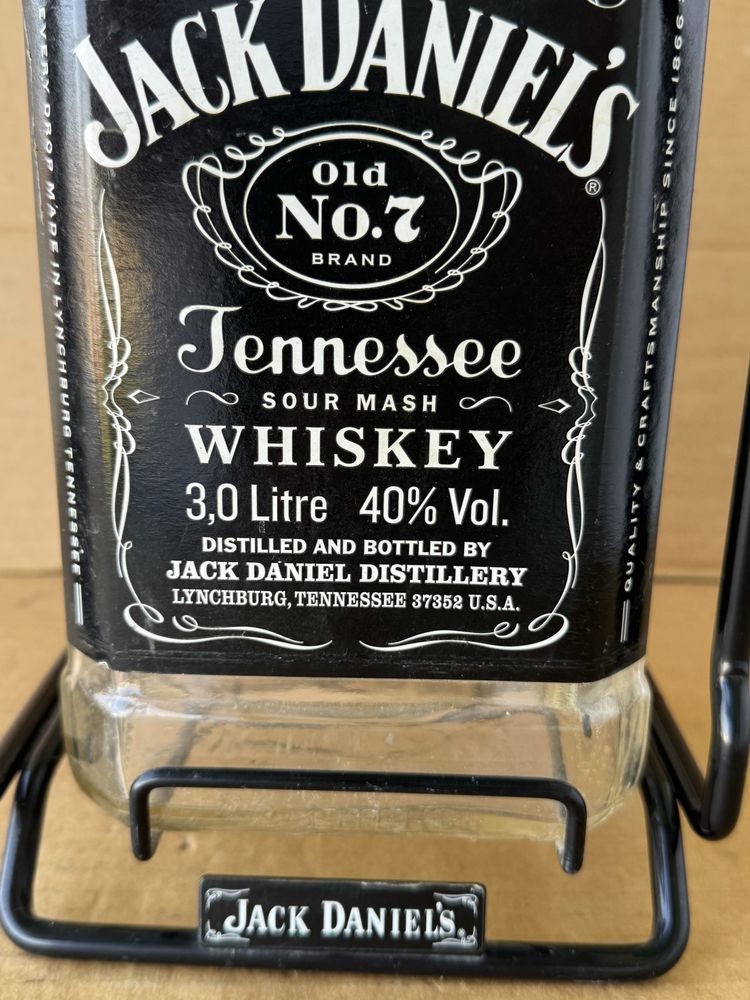 JACK DANIEL'S
®
Old
No.7
BRAND
Tennessee
SOUR MASH
WHISKEY
3,0 Litre 40% Vol.
DISTILLED AND BOTTLED BY
JACK DANIEL DISTILLERY
LYNCHBURG, TENNESSEE 37352 U.S.A.
EVERY DROP MADE IN LYNCHBURG TENNESSEE
QUALITY & CRAFTSMANSHIP SINCE 1866
JACK DANIEL'S